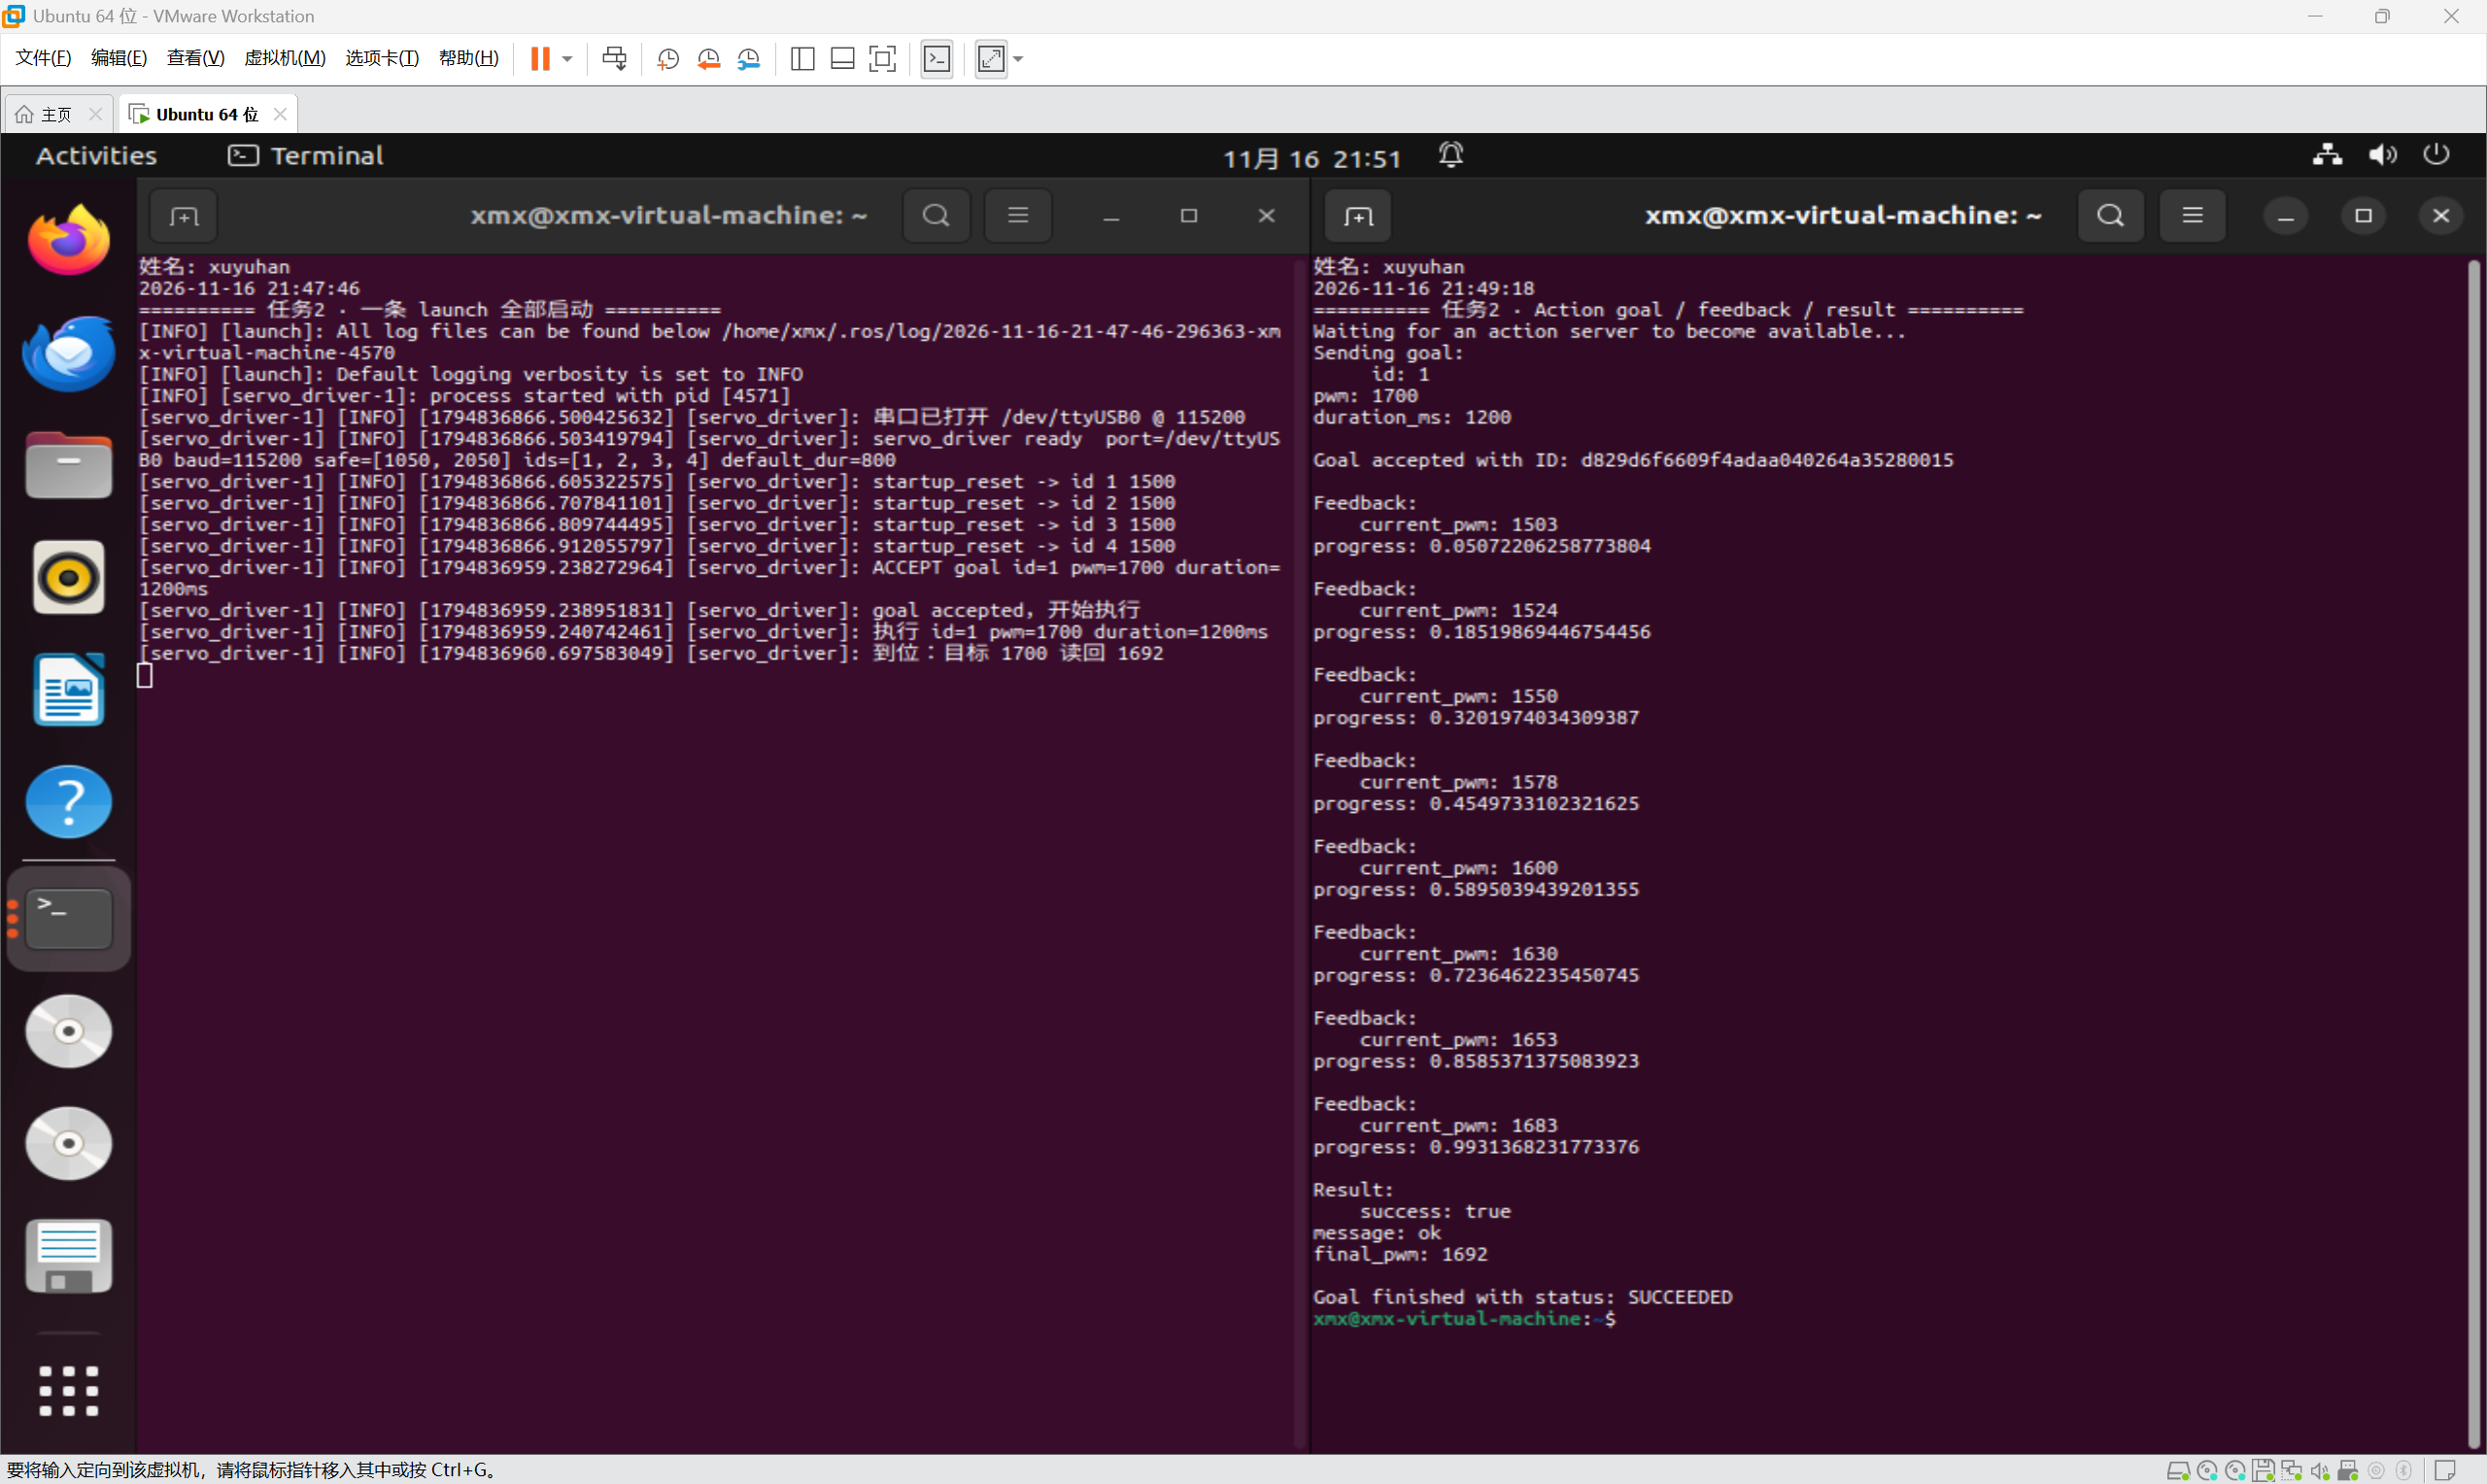 Ubuntu 64 位 - VMware Workstation
文件(F) 编辑(E) 查看(V) 虚拟机(M) 选项卡(T) 帮助(H)
主页 Ubuntu 64 位
Activities Terminal 11月 16 21:51
xmx@xmx-virtual-machine: ~
姓名: xuyuhan
2026-11-16 21:47:46
========== 任务2 · 一条 launch 全部启动 ==========
[INFO] [launch]: All log files can be found below /home/xmx/.ros/log/2026-11-16-21-47-46-296363-xm
x-virtual-machine-4570
[INFO] [launch]: Default logging verbosity is set to INFO
[INFO] [servo_driver-1]: process started with pid [4571]
[servo_driver-1] [INFO] [1794836866.500425632] [servo_driver]: 串口已打开 /dev/ttyUSB0 @ 115200
[servo_driver-1] [INFO] [1794836866.503419794] [servo_driver]: servo_driver ready  port=/dev/ttyUS
B0 baud=115200 safe=[1050, 2050] ids=[1, 2, 3, 4] default_dur=800
[servo_driver-1] [INFO] [1794836866.605322575] [servo_driver]: startup_reset -> id 1 1500
[servo_driver-1] [INFO] [1794836866.707841101] [servo_driver]: startup_reset -> id 2 1500
[servo_driver-1] [INFO] [1794836866.809744495] [servo_driver]: startup_reset -> id 3 1500
[servo_driver-1] [INFO] [1794836866.912055797] [servo_driver]: startup_reset -> id 4 1500
[servo_driver-1] [INFO] [1794836959.238272964] [servo_driver]: ACCEPT goal id=1 pwm=1700 duration=
1200ms
[servo_driver-1] [INFO] [1794836959.238951831] [servo_driver]: goal accepted，开始执行
[servo_driver-1] [INFO] [1794836959.240742461] [servo_driver]: 执行 id=1 pwm=1700 duration=1200ms
[servo_driver-1] [INFO] [1794836960.697583049] [servo_driver]: 到位：目标 1700 读回 1692
xmx@xmx-virtual-machine: ~
姓名: xuyuhan
2026-11-16 21:49:18
========== 任务2 · Action goal / feedback / result ==========
Waiting for an action server to become available...
Sending goal:
id: 1
pwm: 1700
duration_ms: 1200
Goal accepted with ID: d829d6f6609f4adaa040264a35280015
Feedback:
current_pwm: 1503
progress: 0.05072206258773804
Feedback:
current_pwm: 1524
progress: 0.18519869446754456
Feedback:
current_pwm: 1550
progress: 0.3201974034309387
Feedback:
current_pwm: 1578
progress: 0.4549733102321625
Feedback:
current_pwm: 1600
progress: 0.5895039439201355
Feedback:
current_pwm: 1630
progress: 0.7236462235450745
Feedback:
current_pwm: 1653
progress: 0.8585371375083923
Feedback:
current_pwm: 1683
progress: 0.9931368231773376
Result:
success: true
message: ok
final_pwm: 1692
Goal finished with status: SUCCEEDED
xmx@xmx-virtual-machine:~$
要将输入定向到该虚拟机，请将鼠标指针移入其中或按 Ctrl+G。